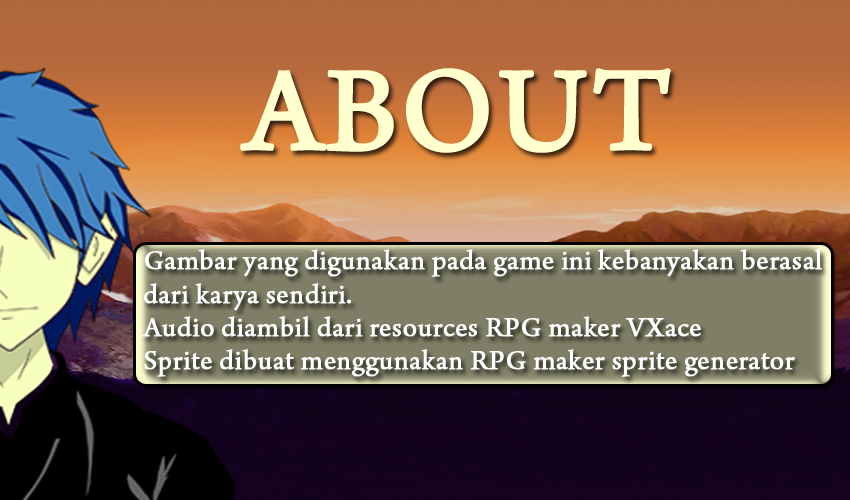 ABOUT
Gambar yang digunakan pada game ini kebanyakan berasal
dari karya sendiri.
Audio diambil dari resources RPG maker VXace
Sprite dibuat menggunakan RPG maker sprite generator